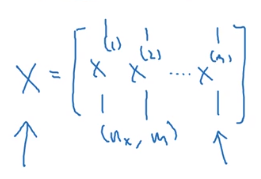 X = [ x⁽¹⁾ x⁽²⁾ ···· x⁽ᵐ⁾ ]
(n_x, m)